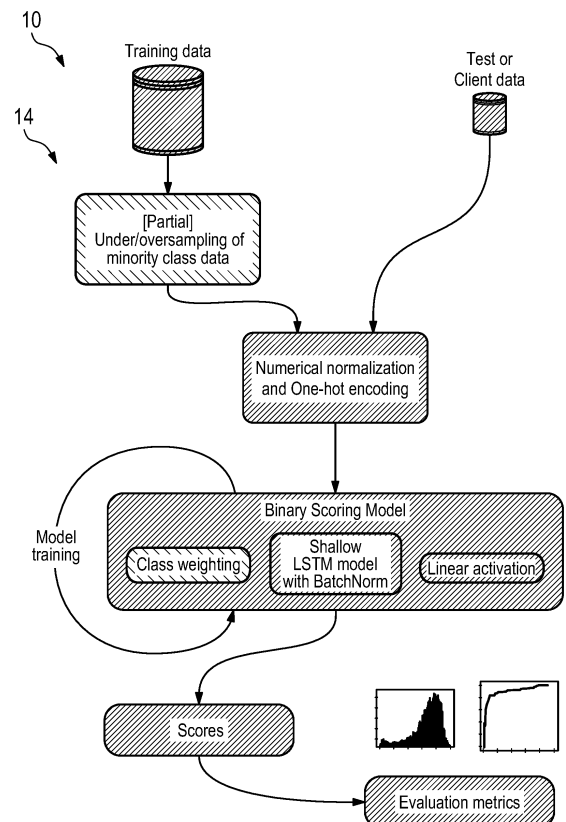 10
Training data
Test or
Client data
14
[Partial]
Under/oversampling of
minority class data
Numerical normalization
and One-hot encoding
Binary Scoring Model
Model
training
Class weighting
Shallow
LSTM model
with BatchNorm
Linear activation
Scores
Evaluation metrics